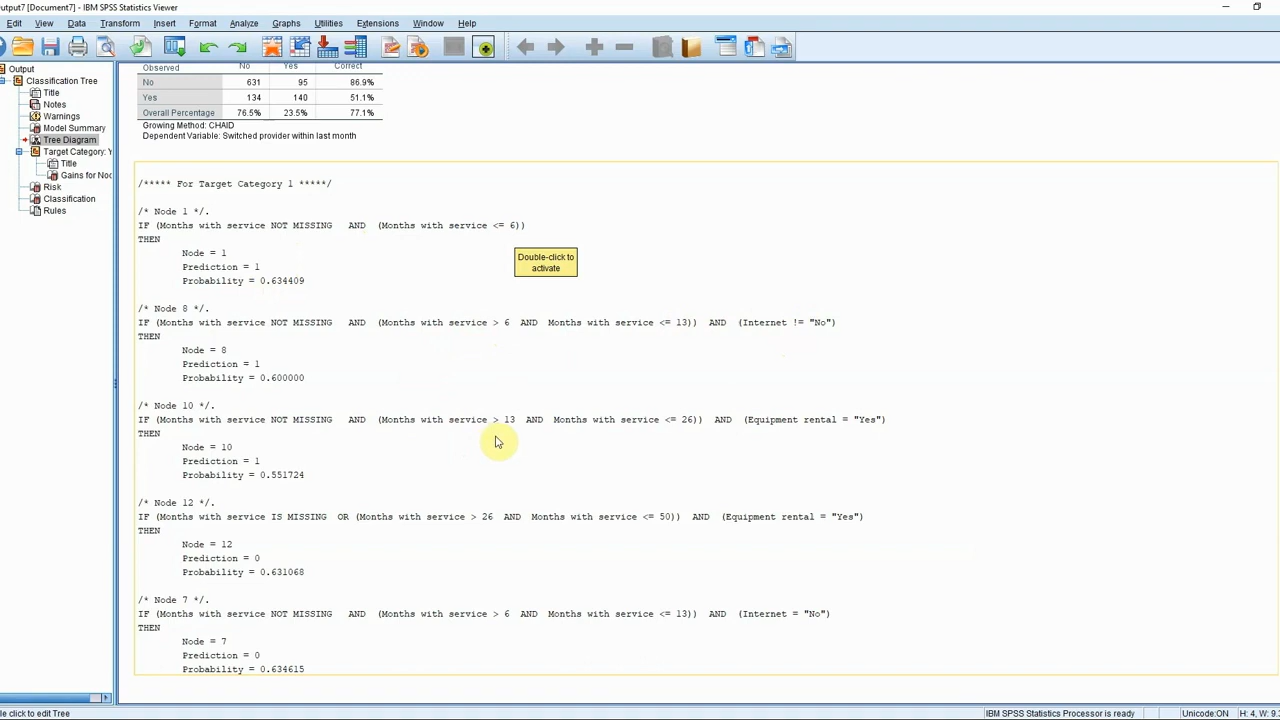 output7 [Document7] - IBM SPSS Statistics Viewer
Edit View Data Transform Insert Format Analyze Graphs Utilities Extensions Window Help
Output
Classification Tree
Title
Notes
Warnings
Model Summary
Tree Diagram
Target Category: Y
Title
Gains for Noc
Risk
Classification
Rules
Observed No Yes Correct
No 631 95 86.9%
Yes 134 140 51.1%
Overall Percentage 76.5% 23.5% 77.1%
Growing Method: CHAID
Dependent Variable: Switched provider within last month
/***** For Target Category 1 *****/
/* Node 1 */.
IF (Months with service NOT MISSING AND (Months with service <= 6))
THEN
Node = 1
Prediction = 1
Probability = 0.634409
Double-click to
activate
/* Node 8 */.
IF (Months with service NOT MISSING AND (Months with service > 6 AND Months with service <= 13)) AND (Internet != "No")
THEN
Node = 8
Prediction = 1
Probability = 0.600000
/* Node 10 */.
IF (Months with service NOT MISSING AND (Months with service > 13 AND Months with service <= 26)) AND (Equipment rental = "Yes")
THEN
Node = 10
Prediction = 1
Probability = 0.551724
/* Node 12 */.
IF (Months with service IS MISSING OR (Months with service > 26 AND Months with service <= 50)) AND (Equipment rental = "Yes")
THEN
Node = 12
Prediction = 0
Probability = 0.631068
/* Node 7 */.
IF (Months with service NOT MISSING AND (Months with service > 6 AND Months with service <= 13)) AND (Internet = "No")
THEN
Node = 7
Prediction = 0
Probability = 0.634615
le click to edit Tree IBM SPSS Statistics Processor is ready Unicode:ON H: 4, W: 9.